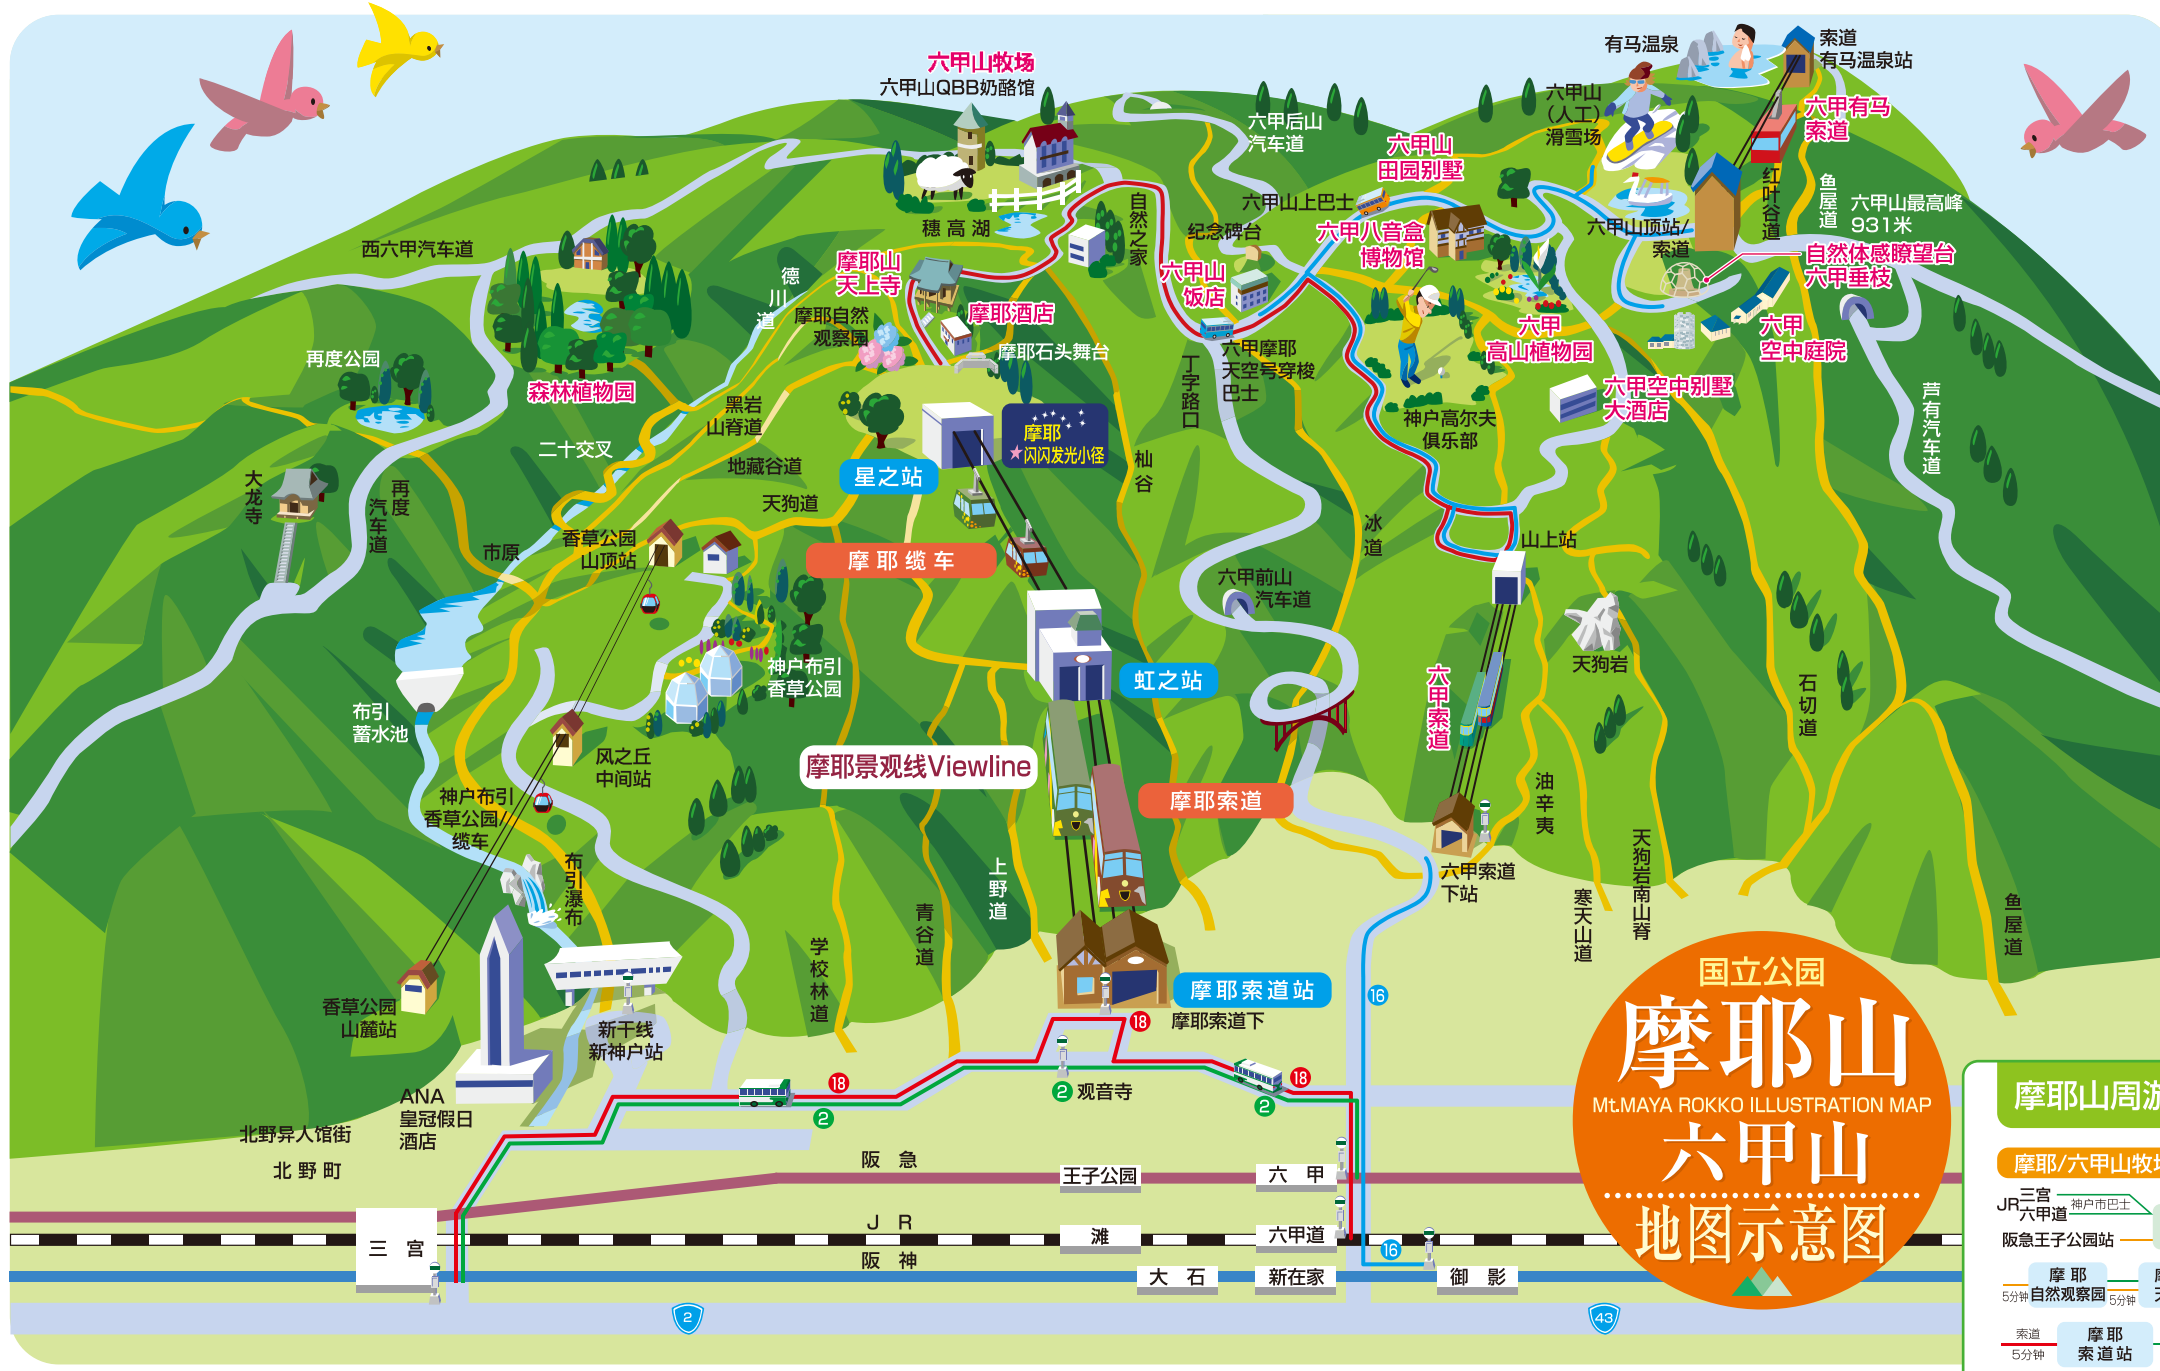 六甲山牧场
六甲山QBB奶酪馆
有马温泉
索道
有马温泉站
六甲山
（人工）
滑雪场
六甲有马
索道
六甲后山
汽车道
六甲山
田园别墅
红叶谷道
鱼屋道
六甲山最高峰
931米
自然之家
六甲山上巴士
穗高湖
纪念碑台
六甲八音盒
博物馆
六甲山顶站/
索道
自然体感瞭望台
六甲垂枝
西六甲汽车道
摩耶山
天上寺
六甲山
饭店
德川道
摩耶自然
观察园
摩耶酒店
摩耶石头舞台
六甲
高山植物园
六甲
空中庭院
再度公园
六甲摩耶
天空号穿梭
巴士
丁字路口
森林植物园
黑岩
山脊道
六甲空中别墅
大酒店
神户高尔夫
俱乐部
芦有汽车道
摩耶
★闪闪发光小径
二十交叉
地藏谷道
星之站
杣谷
大龙寺
再度
汽车道
天狗道
冰道
市原
香草公园
山顶站
摩耶缆车
山上站
六甲前山
汽车道
神户布引
香草公园
虹之站
天狗岩
六甲索道
石切道
布引
蓄水池
风之丘
中间站
摩耶景观线Viewline
摩耶索道
油辛夷
神户布引
香草公园/
缆车
布引瀑布
上野道
青谷道
学校林道
六甲索道
下站
天狗岩南山脊
寒天山道
鱼屋道
香草公园
山麓站
新干线
新神户站
摩耶索道站
摩耶索道下
16
18
18
18
2
观音寺
2
2
ANA
皇冠假日
酒店
北野异人馆街
北野町
国立公园
摩耶山
Mt.MAYA ROKKO ILLUSTRATION MAP
六甲山
地图示意图
阪急
王子公园
六甲
三宫
JR
滩
六甲道
阪神
大石
新在家
16
御影
2
43
摩耶山周游
摩耶/六甲山牧场
三宫
JR
六甲道
神户市巴士
阪急王子公园站
摩耶
自然观察园
5分钟
5分钟
索道
5分钟
摩耶
索道站